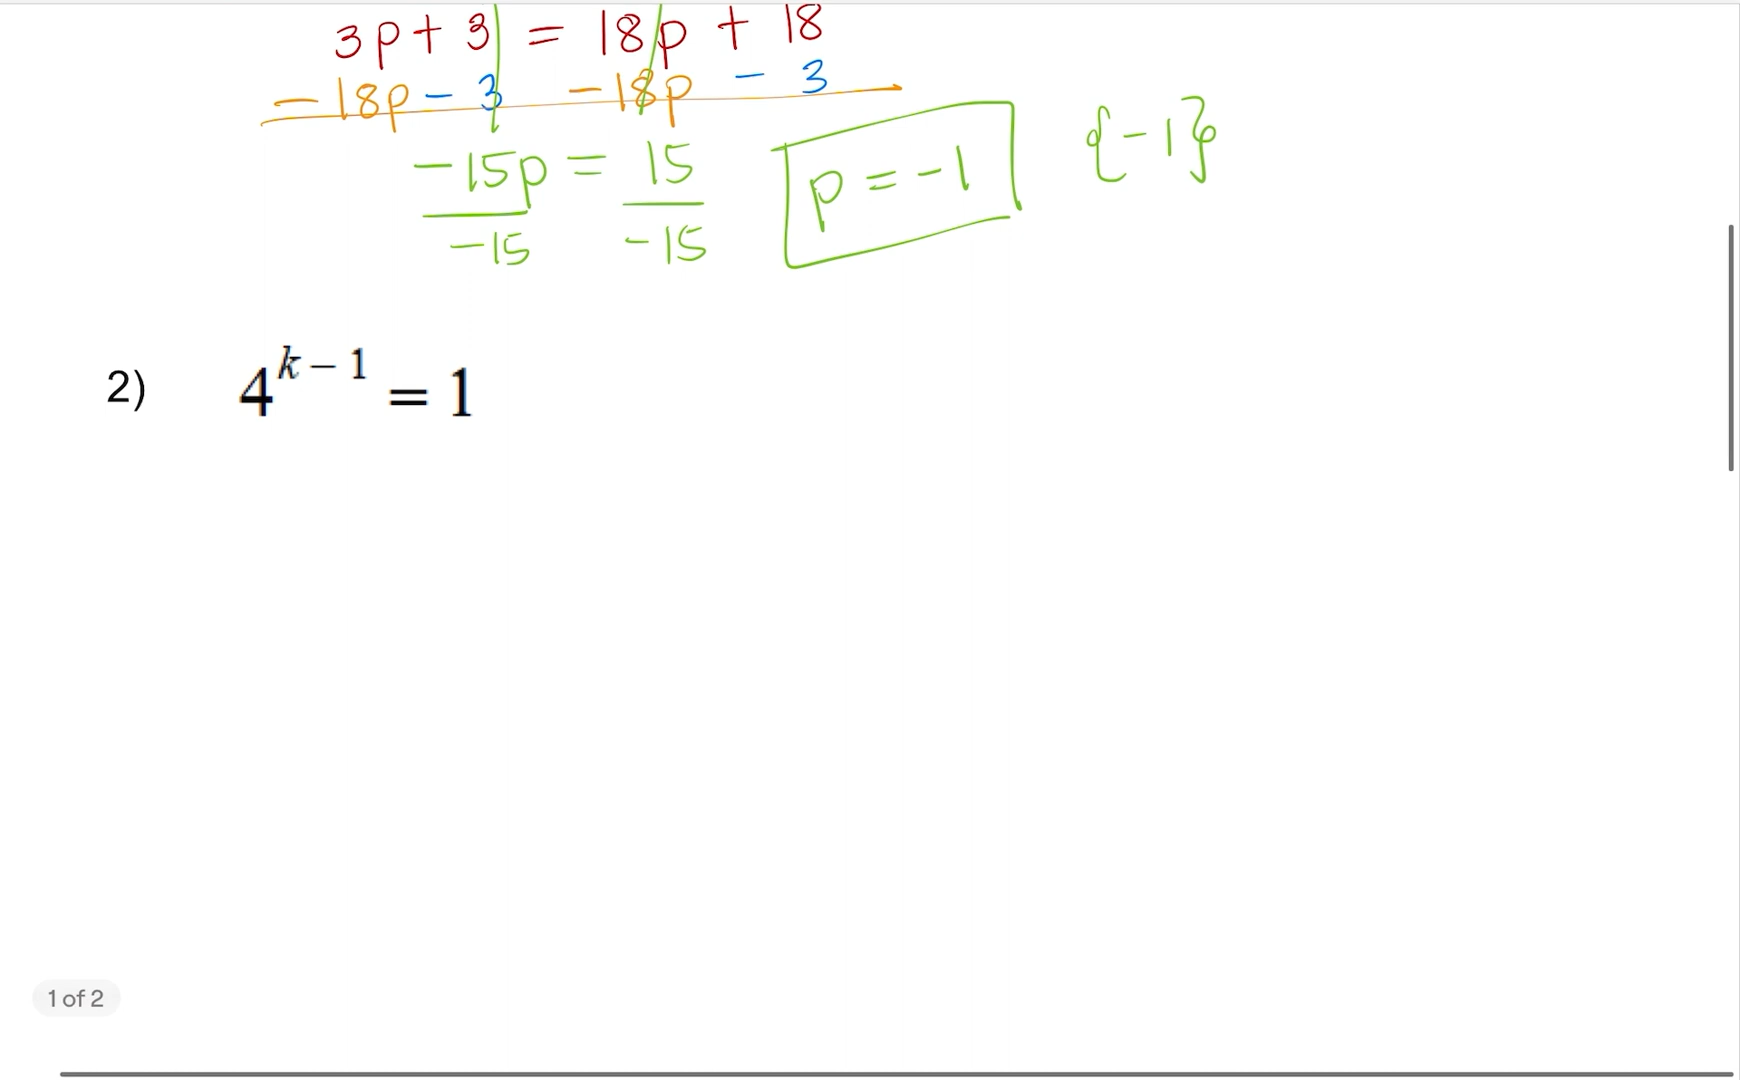 3p + 3 = 18p + 18
-18p - 3 -18p - 3
-15p = 15
-15 -15
p = -1
{-1}
2) 4^{k-1} = 1
1 of 2